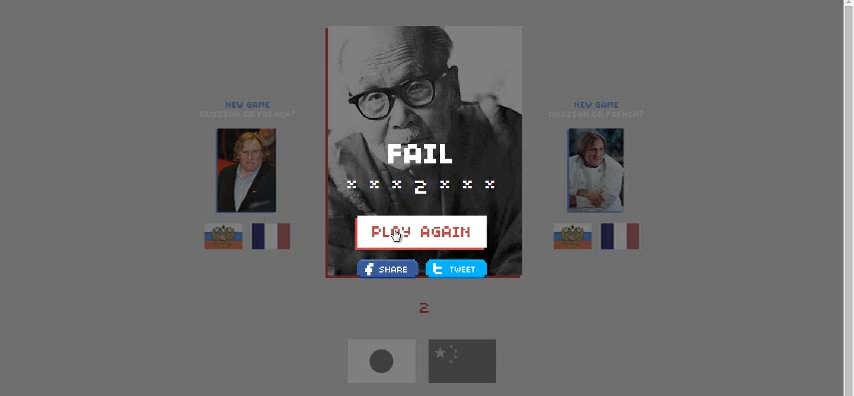 NEW GAME
RUSSIAN OR FRENCH?
FAIL
* * * 2 * * *
PLAY AGAIN
SHARE
TWEET
2
NEW GAME
RUSSIAN OR FRENCH?